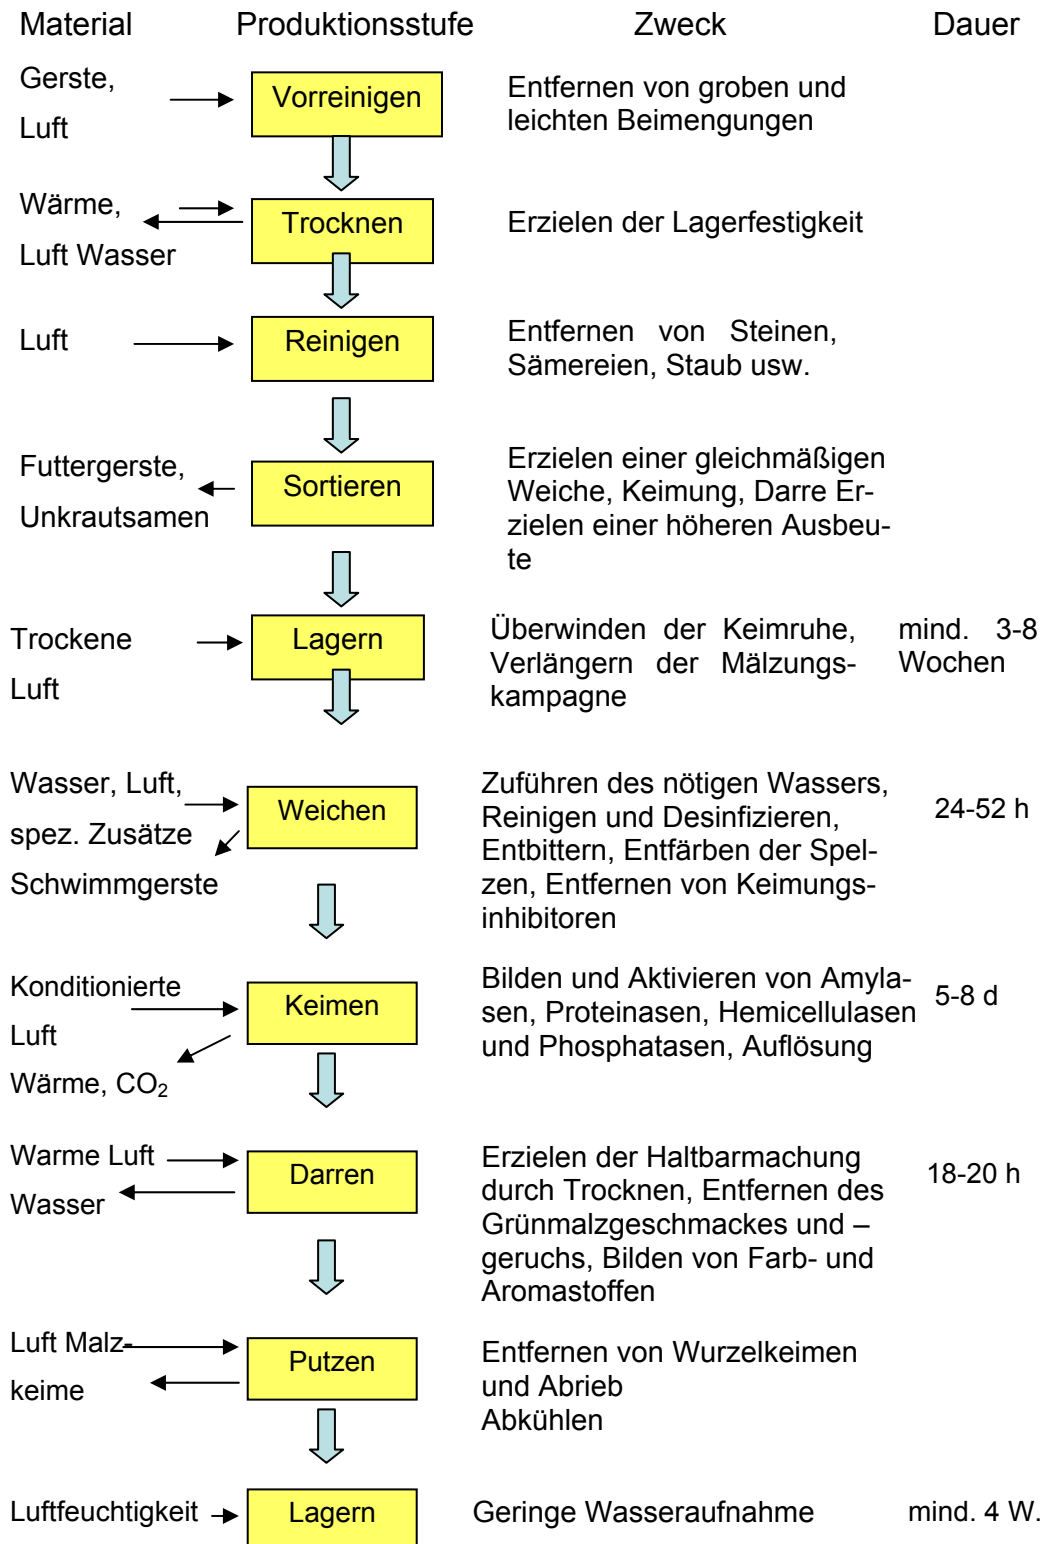 Material Produktionsstufe Zweck Dauer
Gerste,
Luft
Vorreinigen
Entfernen von groben und
leichten Beimengungen
Wärme,
Luft Wasser
Trocknen
Erzielen der Lagerfestigkeit
Luft
Reinigen
Entfernen von Steinen,
Sämereien, Staub usw.
Futtergerste,
Unkrautsamen
Sortieren
Erzielen einer gleichmäßigen
Weiche, Keimung, Darre Er-
zielen einer höheren Ausbeu-
te
Trockene
Luft
Lagern
Überwinden der Keimruhe,
Verlängern der Mälzungs-
kampagne
mind. 3-8
Wochen
Wasser, Luft,
spez. Zusätze
Schwimmgerste
Weichen
Zuführen des nötigen Wassers,
Reinigen und Desinfizieren,
Entbittern, Entfärben der Spel-
zen, Entfernen von Keimungs-
inhibitoren
24-52 h
Konditionierte
Luft
Wärme, CO₂
Keimen
Bilden und Aktivieren von Amyla-
sen, Proteinasen, Hemicellulasen
und Phosphatasen, Auflösung
5-8 d
Warme Luft
Wasser
Darren
Erzielen der Haltbarmachung
durch Trocknen, Entfernen des
Grünmalzgeschmackes und –
geruchs, Bilden von Farb- und
Aromastoffen
18-20 h
Luft Malz-
keime
Putzen
Entfernen von Wurzelkeimen
und Abrieb
Abkühlen
Luftfeuchtigkeit
Lagern
Geringe Wasseraufnahme
mind. 4 W.